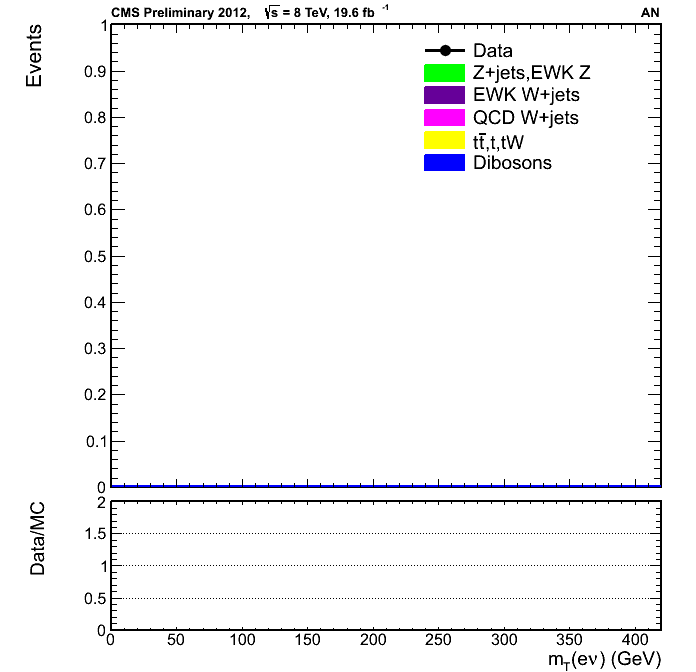 CMS Preliminary 2012, √s = 8 TeV, 19.6 fb⁻¹ AN
Events
1
0.9
0.8
0.7
0.6
0.5
0.4
0.3
0.2
0.1
0
Data
Z+jets,EWK Z
EWK W+jets
QCD W+jets
tt̅,t,tW
Dibosons
Data/MC
2
1.5
1
0.5
0
0 50 100 150 200 250 300 350 400
m_T(eν) (GeV)